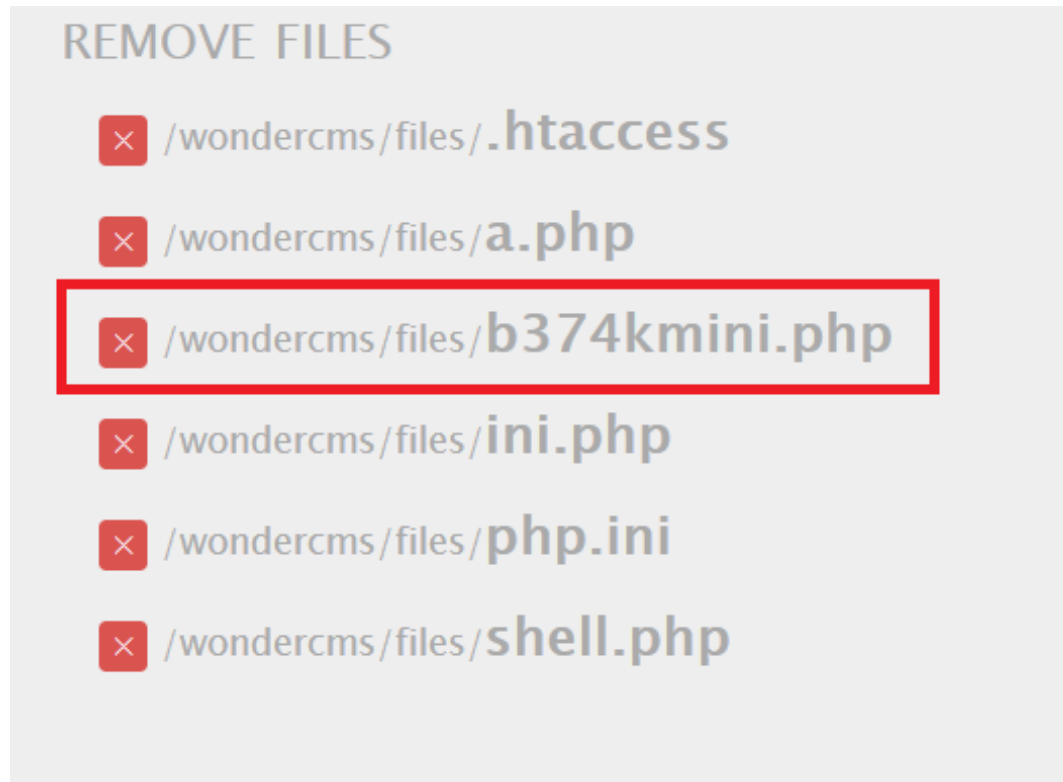 REMOVE FILES
/wondercms/files/.htaccess
/wondercms/files/a.php
/wondercms/files/b374kmini.php
/wondercms/files/ini.php
/wondercms/files/php.ini
/wondercms/files/shell.php